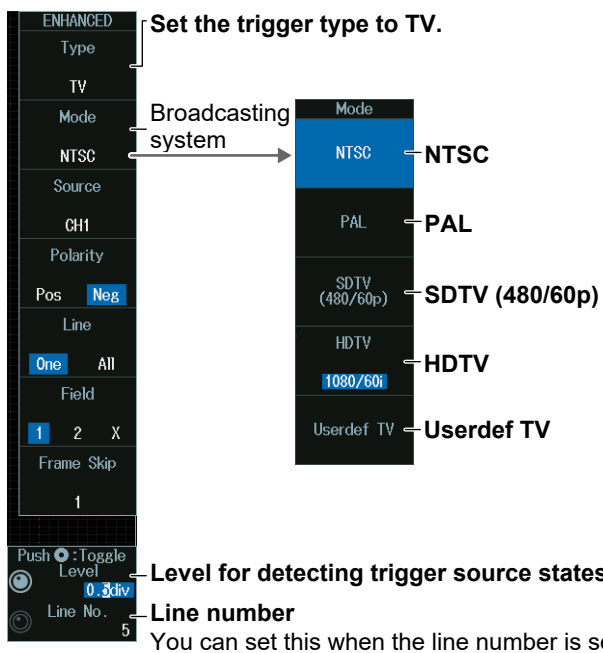 ENHANCED
Type
TV
Set the trigger type to TV.
Mode
NTSC
Broadcasting
system
Source
CH1
Polarity
Pos Neg
Line
One All
Field
1 2 X
Frame Skip
1
Mode
NTSC
NTSC
PAL
PAL
SDTV
(480/60p)
SDTV (480/60p)
HDTV
1080/60i
HDTV
Userdef TV
Userdef TV
Push :Toggle
Level
0.5div
Level for detecting trigger source states
Line No.
5
Line number
You can set this when the line number is se